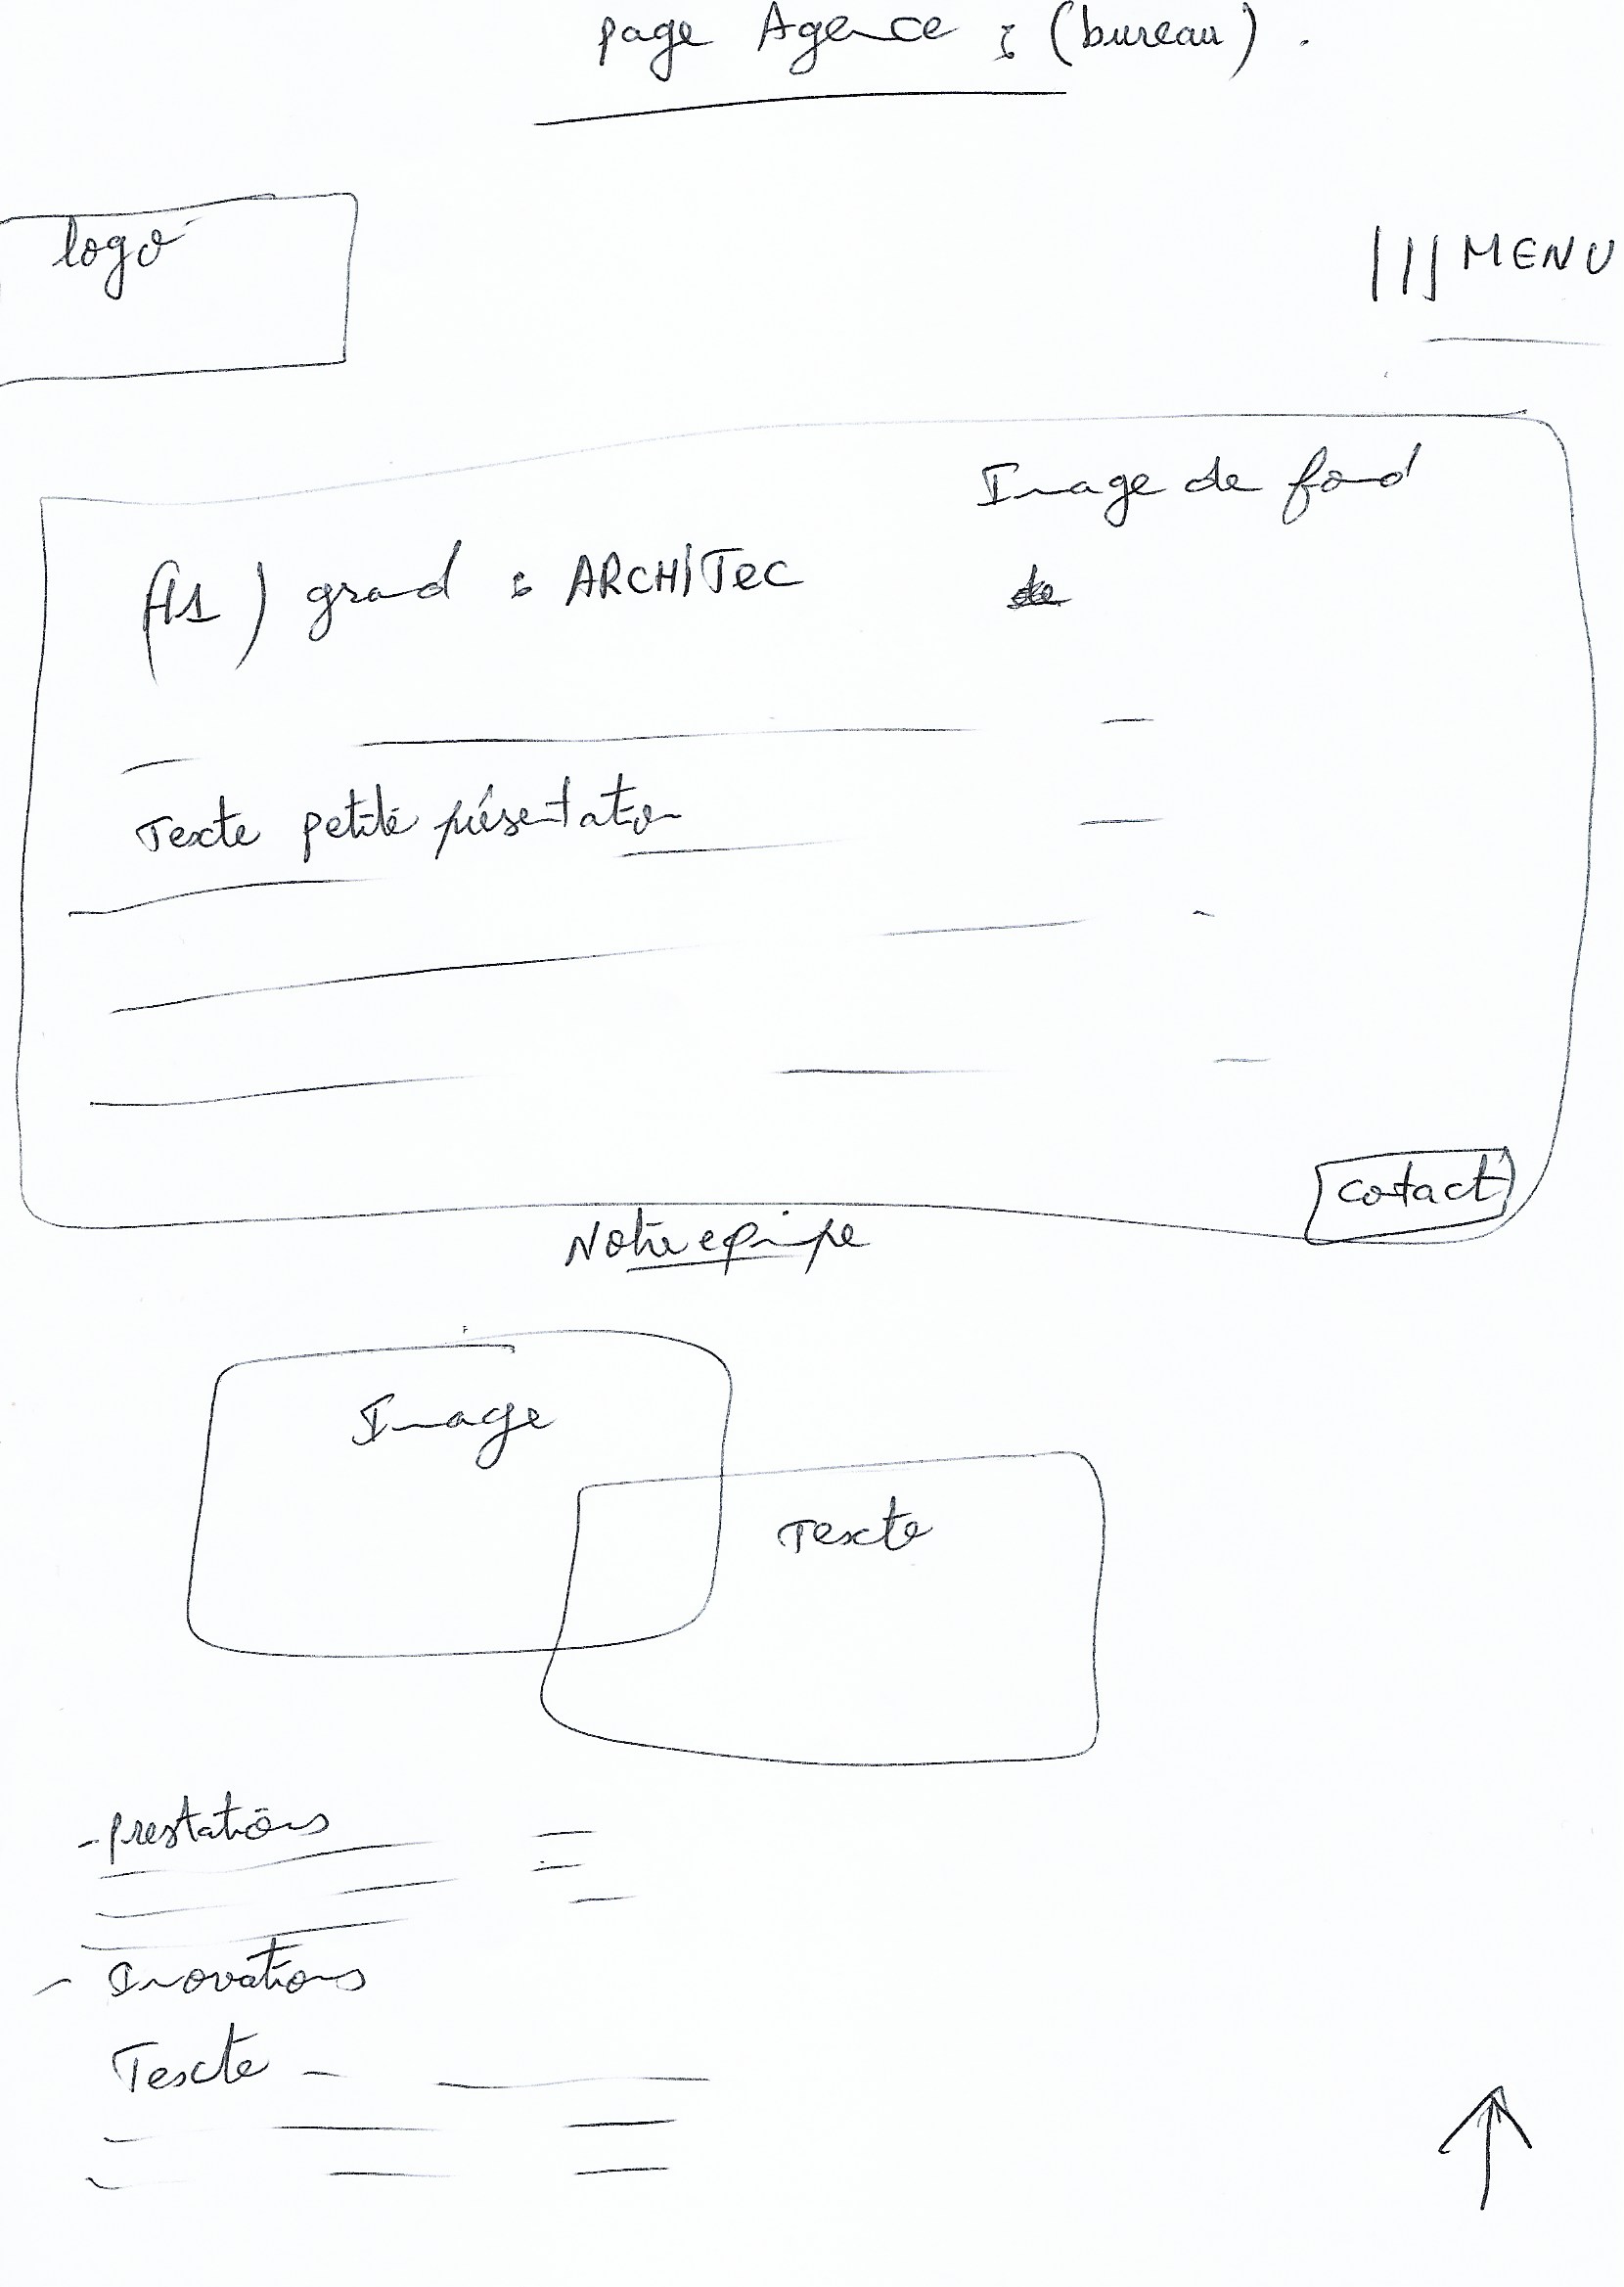 page Agence : (bureau).
logo
||| MENU
Image de fond
(H1) grand : ARCHITEC
Texte petite présentation
contact
Notre equipe
Image
Texte
- prestations
- Inovations
Texte -